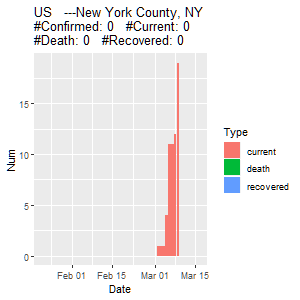 US   ---New York County, NY
#Confirmed: 0   #Current: 0
#Death: 0   #Recovered: 0
Num
15
10
5
0
Feb 01
Feb 15
Mar 01
Mar 15
Date
Type
current
death
recovered